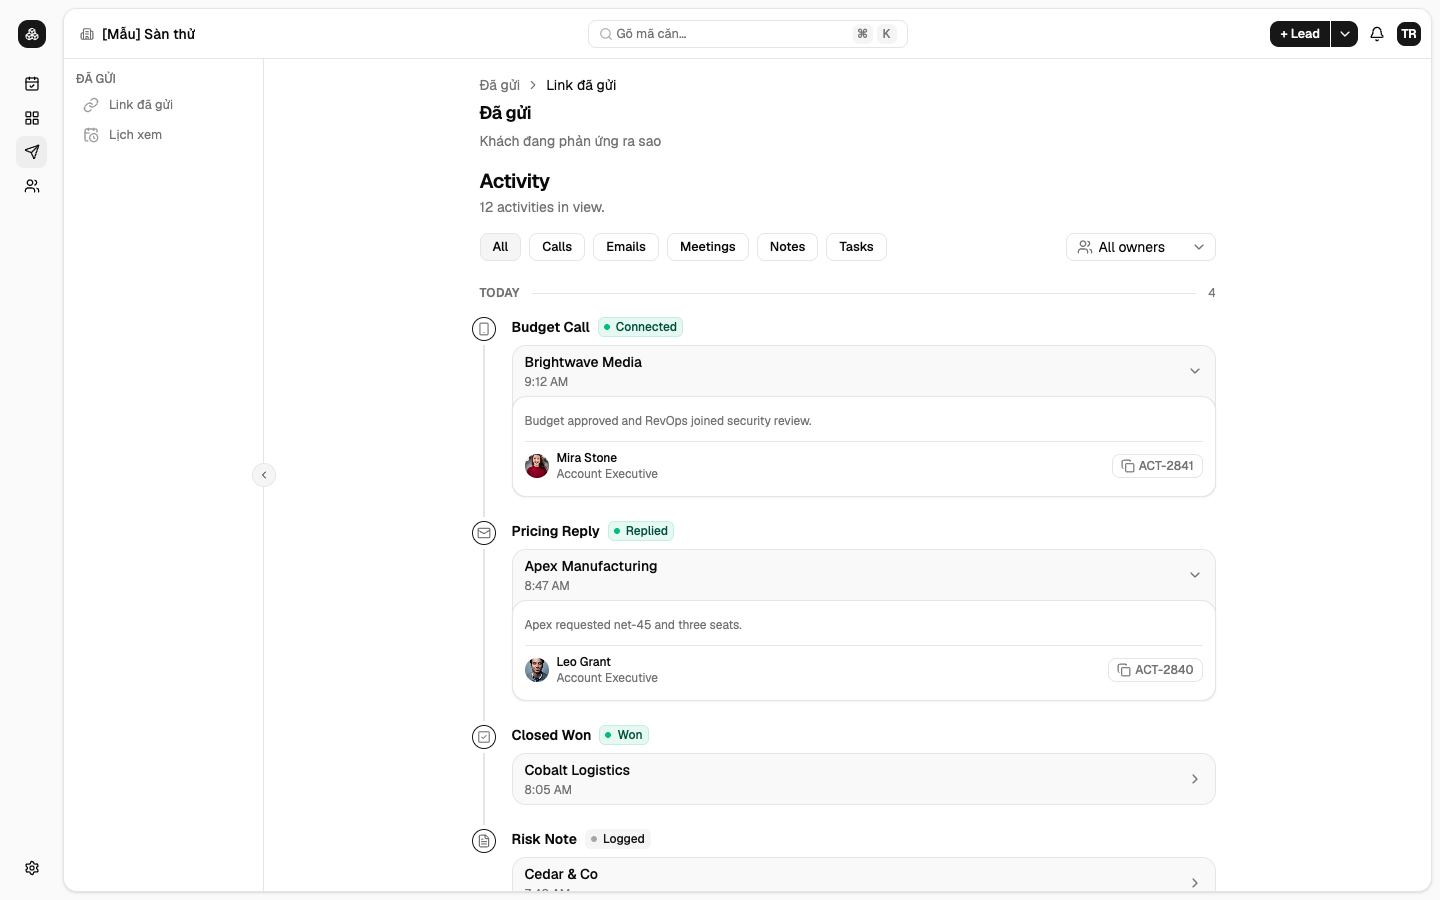 [Mẫu] Sàn thử
Gõ mã căn...
⌘ K
+ Lead
TR
ĐÃ GỬI
Link đã gửi
Lịch xem
Đã gửi > Link đã gửi
Đã gửi
Khách đang phản ứng ra sao
Activity
12 activities in view.
All
Calls
Emails
Meetings
Notes
Tasks
All owners
TODAY
4
Budget Call
Connected
Brightwave Media
9:12 AM
Budget approved and RevOps joined security review.
Mira Stone
Account Executive
ACT-2841
Pricing Reply
Replied
Apex Manufacturing
8:47 AM
Apex requested net-45 and three seats.
Leo Grant
Account Executive
ACT-2840
Closed Won
Won
Cobalt Logistics
8:05 AM
Risk Note
Logged
Cedar & Co